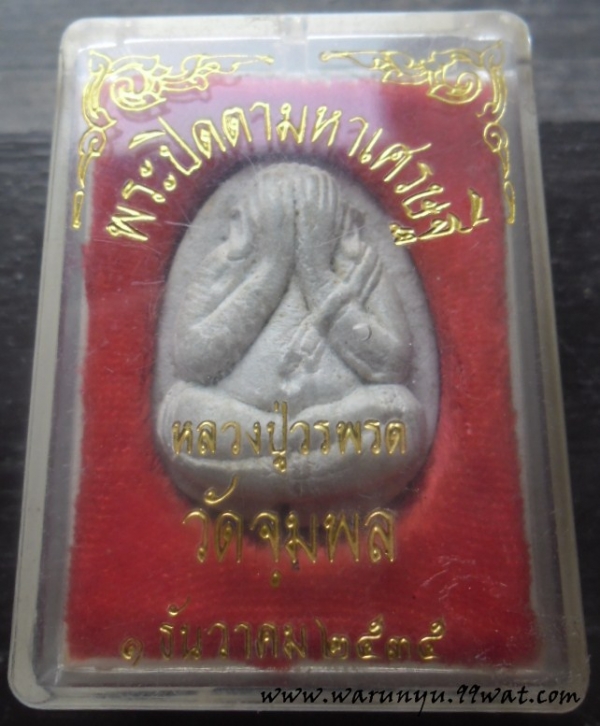 พระปิดตามหาเศรษฐี
หลวงปู่วรพรต
วัดจุมพล
๑ ธันวาคม ๒๕๓๕
www.warunyu.99wat.com